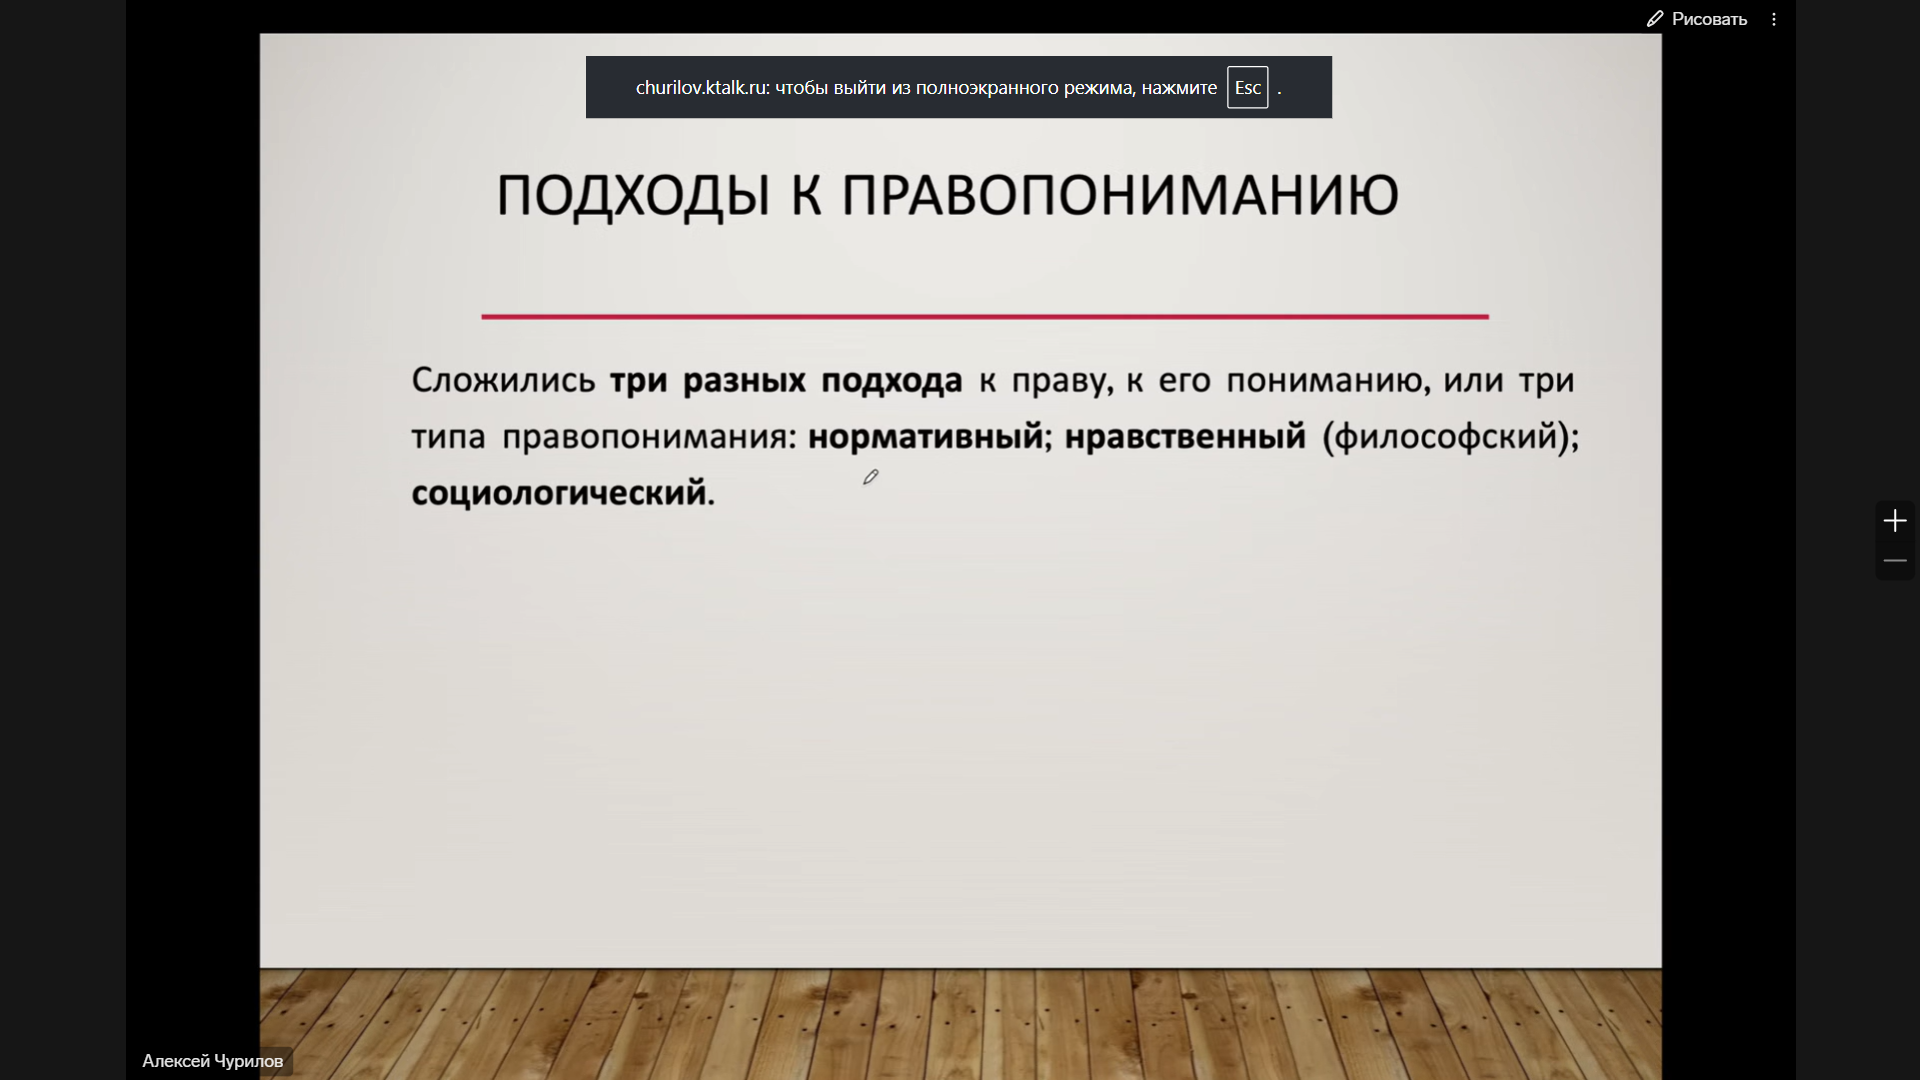 Рисовать
churilov.ktalk.ru: чтобы выйти из полноэкранного режима, нажмите Esc .
ПОДХОДЫ К ПРАВОПОНИМАНИЮ
Сложились три разных подхода к праву, к его пониманию, или три
типа правопонимания: нормативный; нравственный (философский);
социологический.
Алексей Чурилов